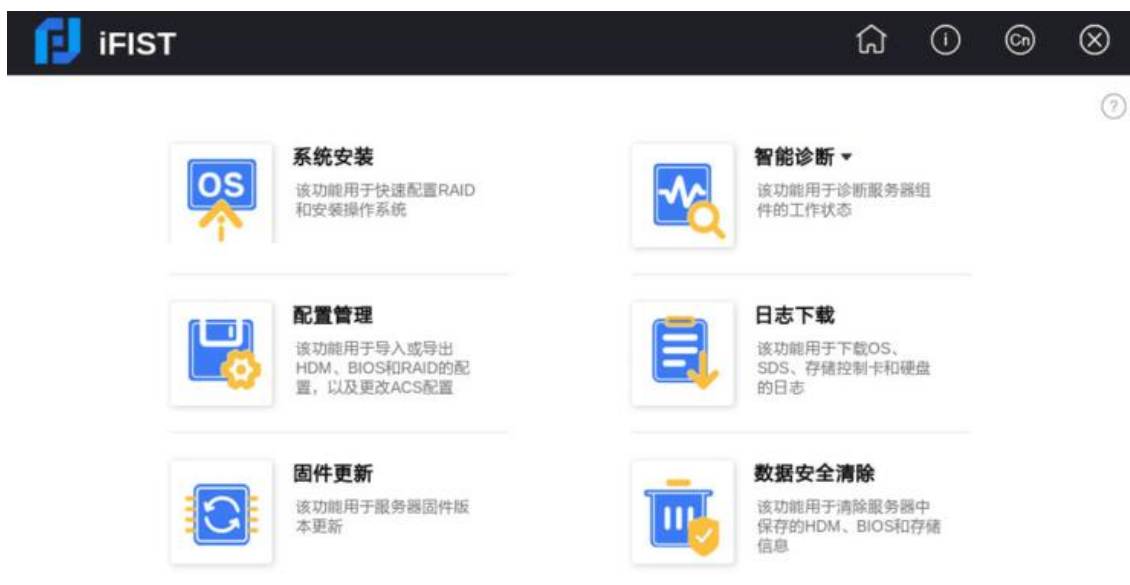 iFIST
Cn
?
系统安装
该功能用于快速配置RAID
和安装操作系统
OS
智能诊断
该功能用于诊断服务器组
件的工作状态
配置管理
该功能用于导入或导出
HDM、BIOS和RAID的配
置，以及更改ACS配置
日志下载
该功能用于下载OS、
SDS、存储控制卡和硬盘
的日志
固件更新
该功能用于服务器固件版
本更新
数据安全清除
该功能用于清除服务器中
保存的HDM、BIOS和存储
信息